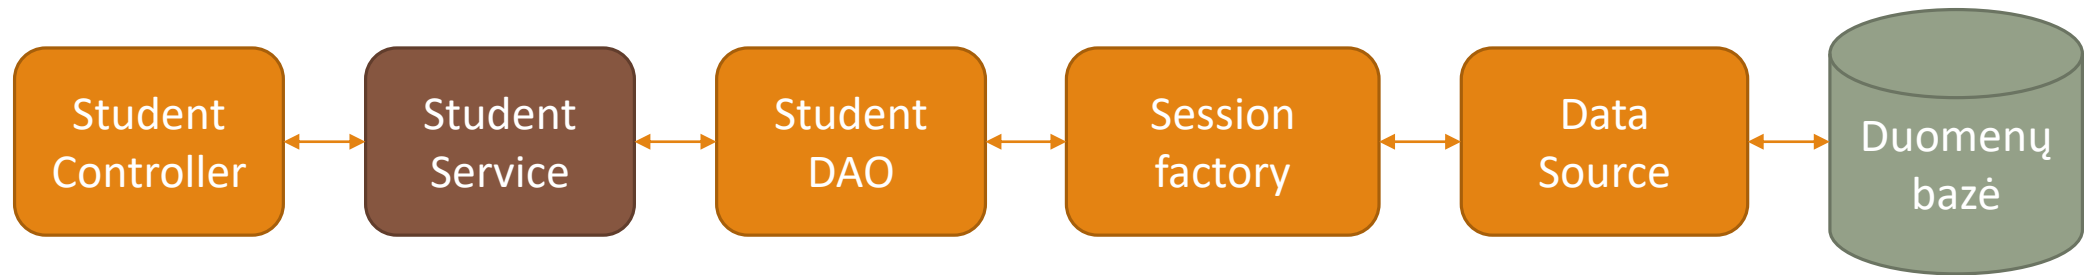 Student
Controller
Student
Service
Student
DAO
Session
factory
Data
Source
Duomenų
bazė